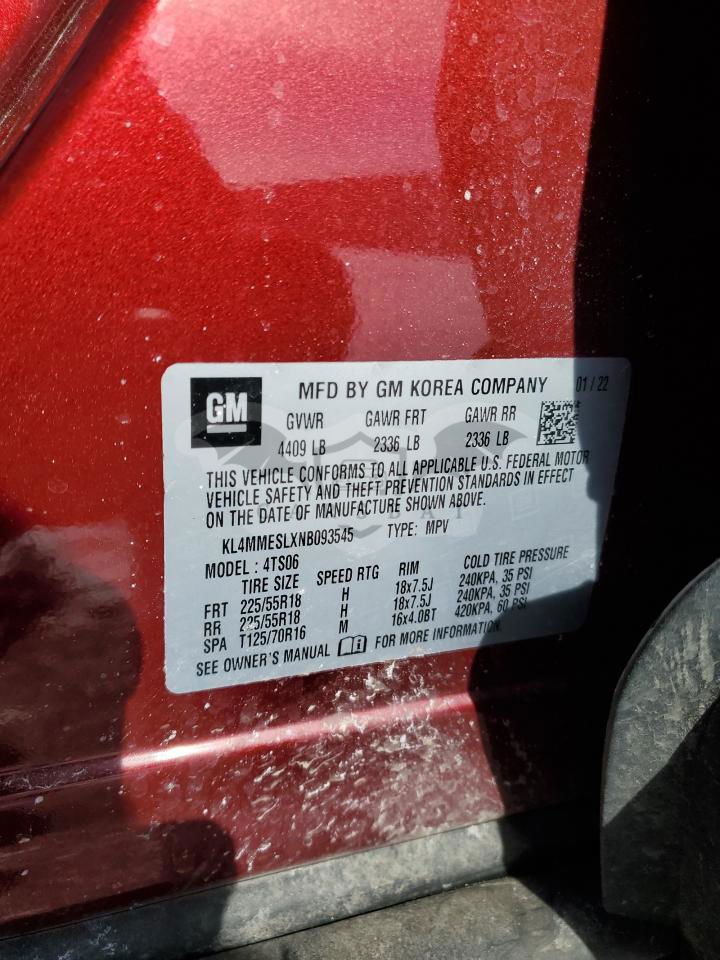 GM
MFD BY GM KOREA COMPANY 01 / 22
GVWR GAWR FRT GAWR RR
4409 LB 2336 LB 2336 LB
THIS VEHICLE CONFORMS TO ALL APPLICABLE U.S. FEDERAL MOTOR
VEHICLE SAFETY AND THEFT PREVENTION STANDARDS IN EFFECT
ON THE DATE OF MANUFACTURE SHOWN ABOVE.
KL4MMESLXNB093545 TYPE: MPV
MODEL : 4TS06
TIRE SIZE SPEED RTG RIM COLD TIRE PRESSURE
FRT 225/55R18 H 18x7.5J 240KPA, 35 PSI
RR 225/55R18 H 18x7.5J 240KPA, 35 PSI
SPA T125/70R16 M 16x4.0BT 420KPA, 60 PSI
SEE OWNER'S MANUAL FOR MORE INFORMATION.